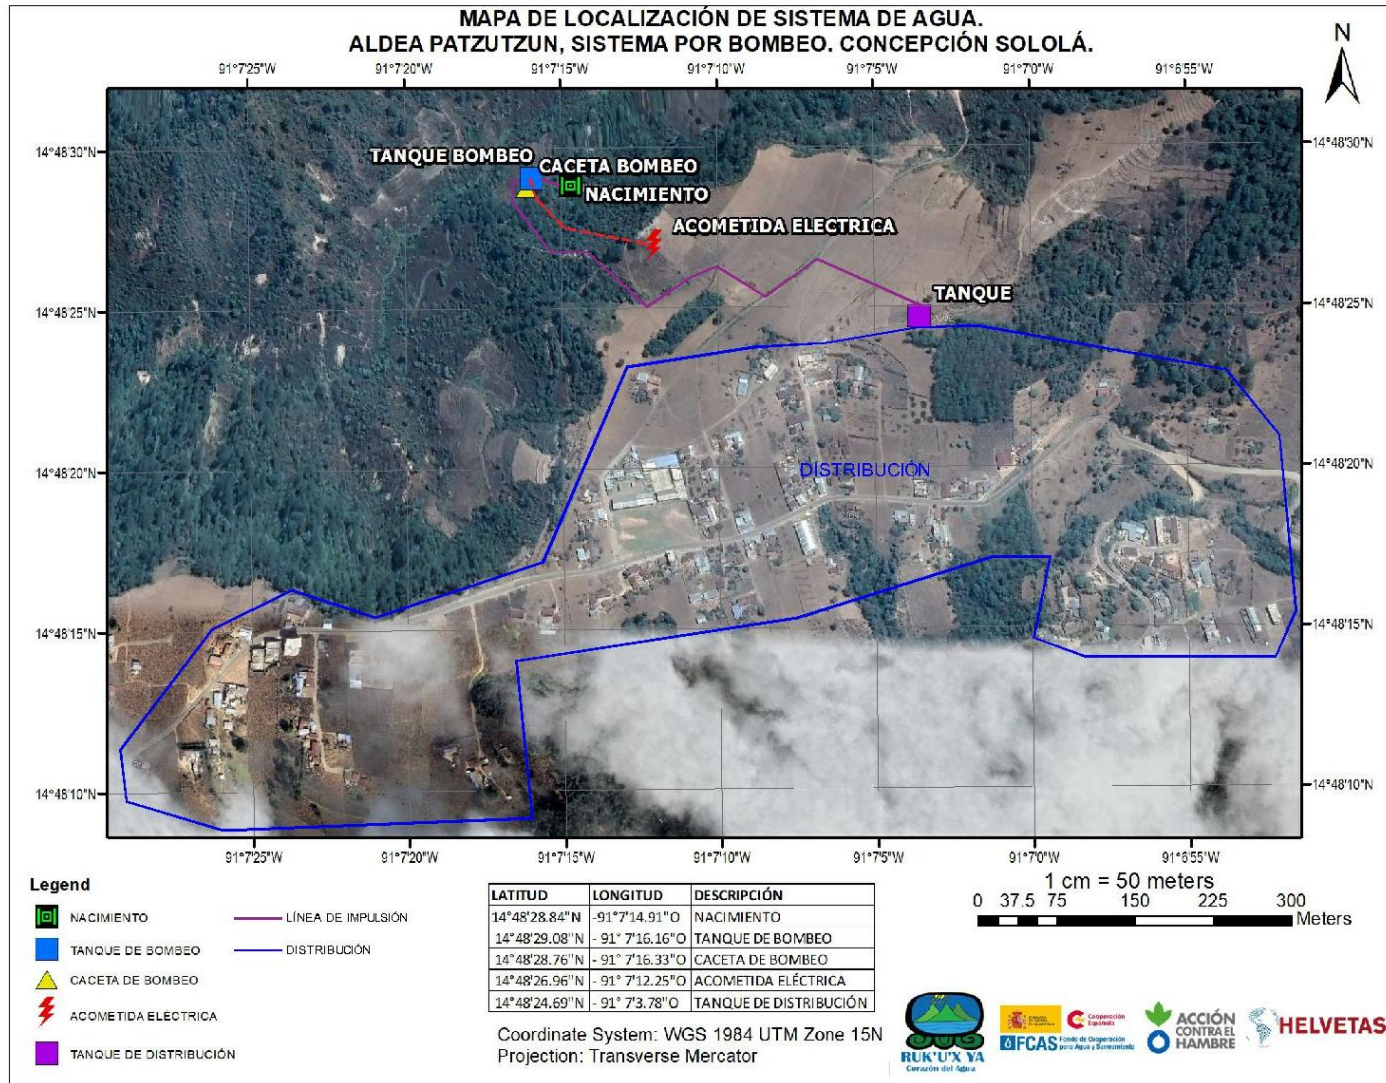 MAPA DE LOCALIZACIÓN DE SISTEMA DE AGUA.
ALDEA PATZUTZUN, SISTEMA POR BOMBEO. CONCEPCIÓN SOLOLÁ.
N
91°7'25"W 91°7'20"W 91°7'15"W 91°7'10"W 91°7'5"W 91°7'0"W 91°6'55"W
14°48'30"N 14°48'30"N
TANQUE BOMBEO
CACETA BOMBEO
NACIMIENTO
ACOMETIDA ELECTRICA
TANQUE
14°48'25"N 14°48'25"N
DISTRIBUCIÓN
14°48'20"N 14°48'20"N
14°48'15"N 14°48'15"N
14°48'10"N 14°48'10"N
91°7'25"W 91°7'20"W 91°7'15"W 91°7'10"W 91°7'5"W 91°7'0"W 91°6'55"W
Legend
NACIMIENTO
TANQUE DE BOMBEO
CACETA DE BOMBEO
ACOMETIDA ELÉCTRICA
TANQUE DE DISTRIBUCIÓN
LÍNEA DE IMPULSIÓN
DISTRIBUCIÓN
LATITUD LONGITUD DESCRIPCIÓN
14°48'28.84"N -91°7'14.91"O NACIMIENTO
14°48'29.08"N - 91° 7'16.16"O TANQUE DE BOMBEO
14°48'28.76"N - 91° 7'16.33"O CACETA DE BOMBEO
14°48'26.96"N - 91° 7'12.25"O ACOMETIDA ELÉCTRICA
14°48'24.69"N - 91° 7'3.78"O TANQUE DE DISTRIBUCIÓN
Coordinate System: WGS 1984 UTM Zone 15N
Projection: Transverse Mercator
1 cm = 50 meters
0 37.5 75 150 225 300
Meters
RUK'U'X YA
Corazón del Agua
Cooperación
Española
FCAS Fondo de Cooperación
para Agua y Saneamiento
ACCIÓN
CONTRA EL
HAMBRE
HELVETAS